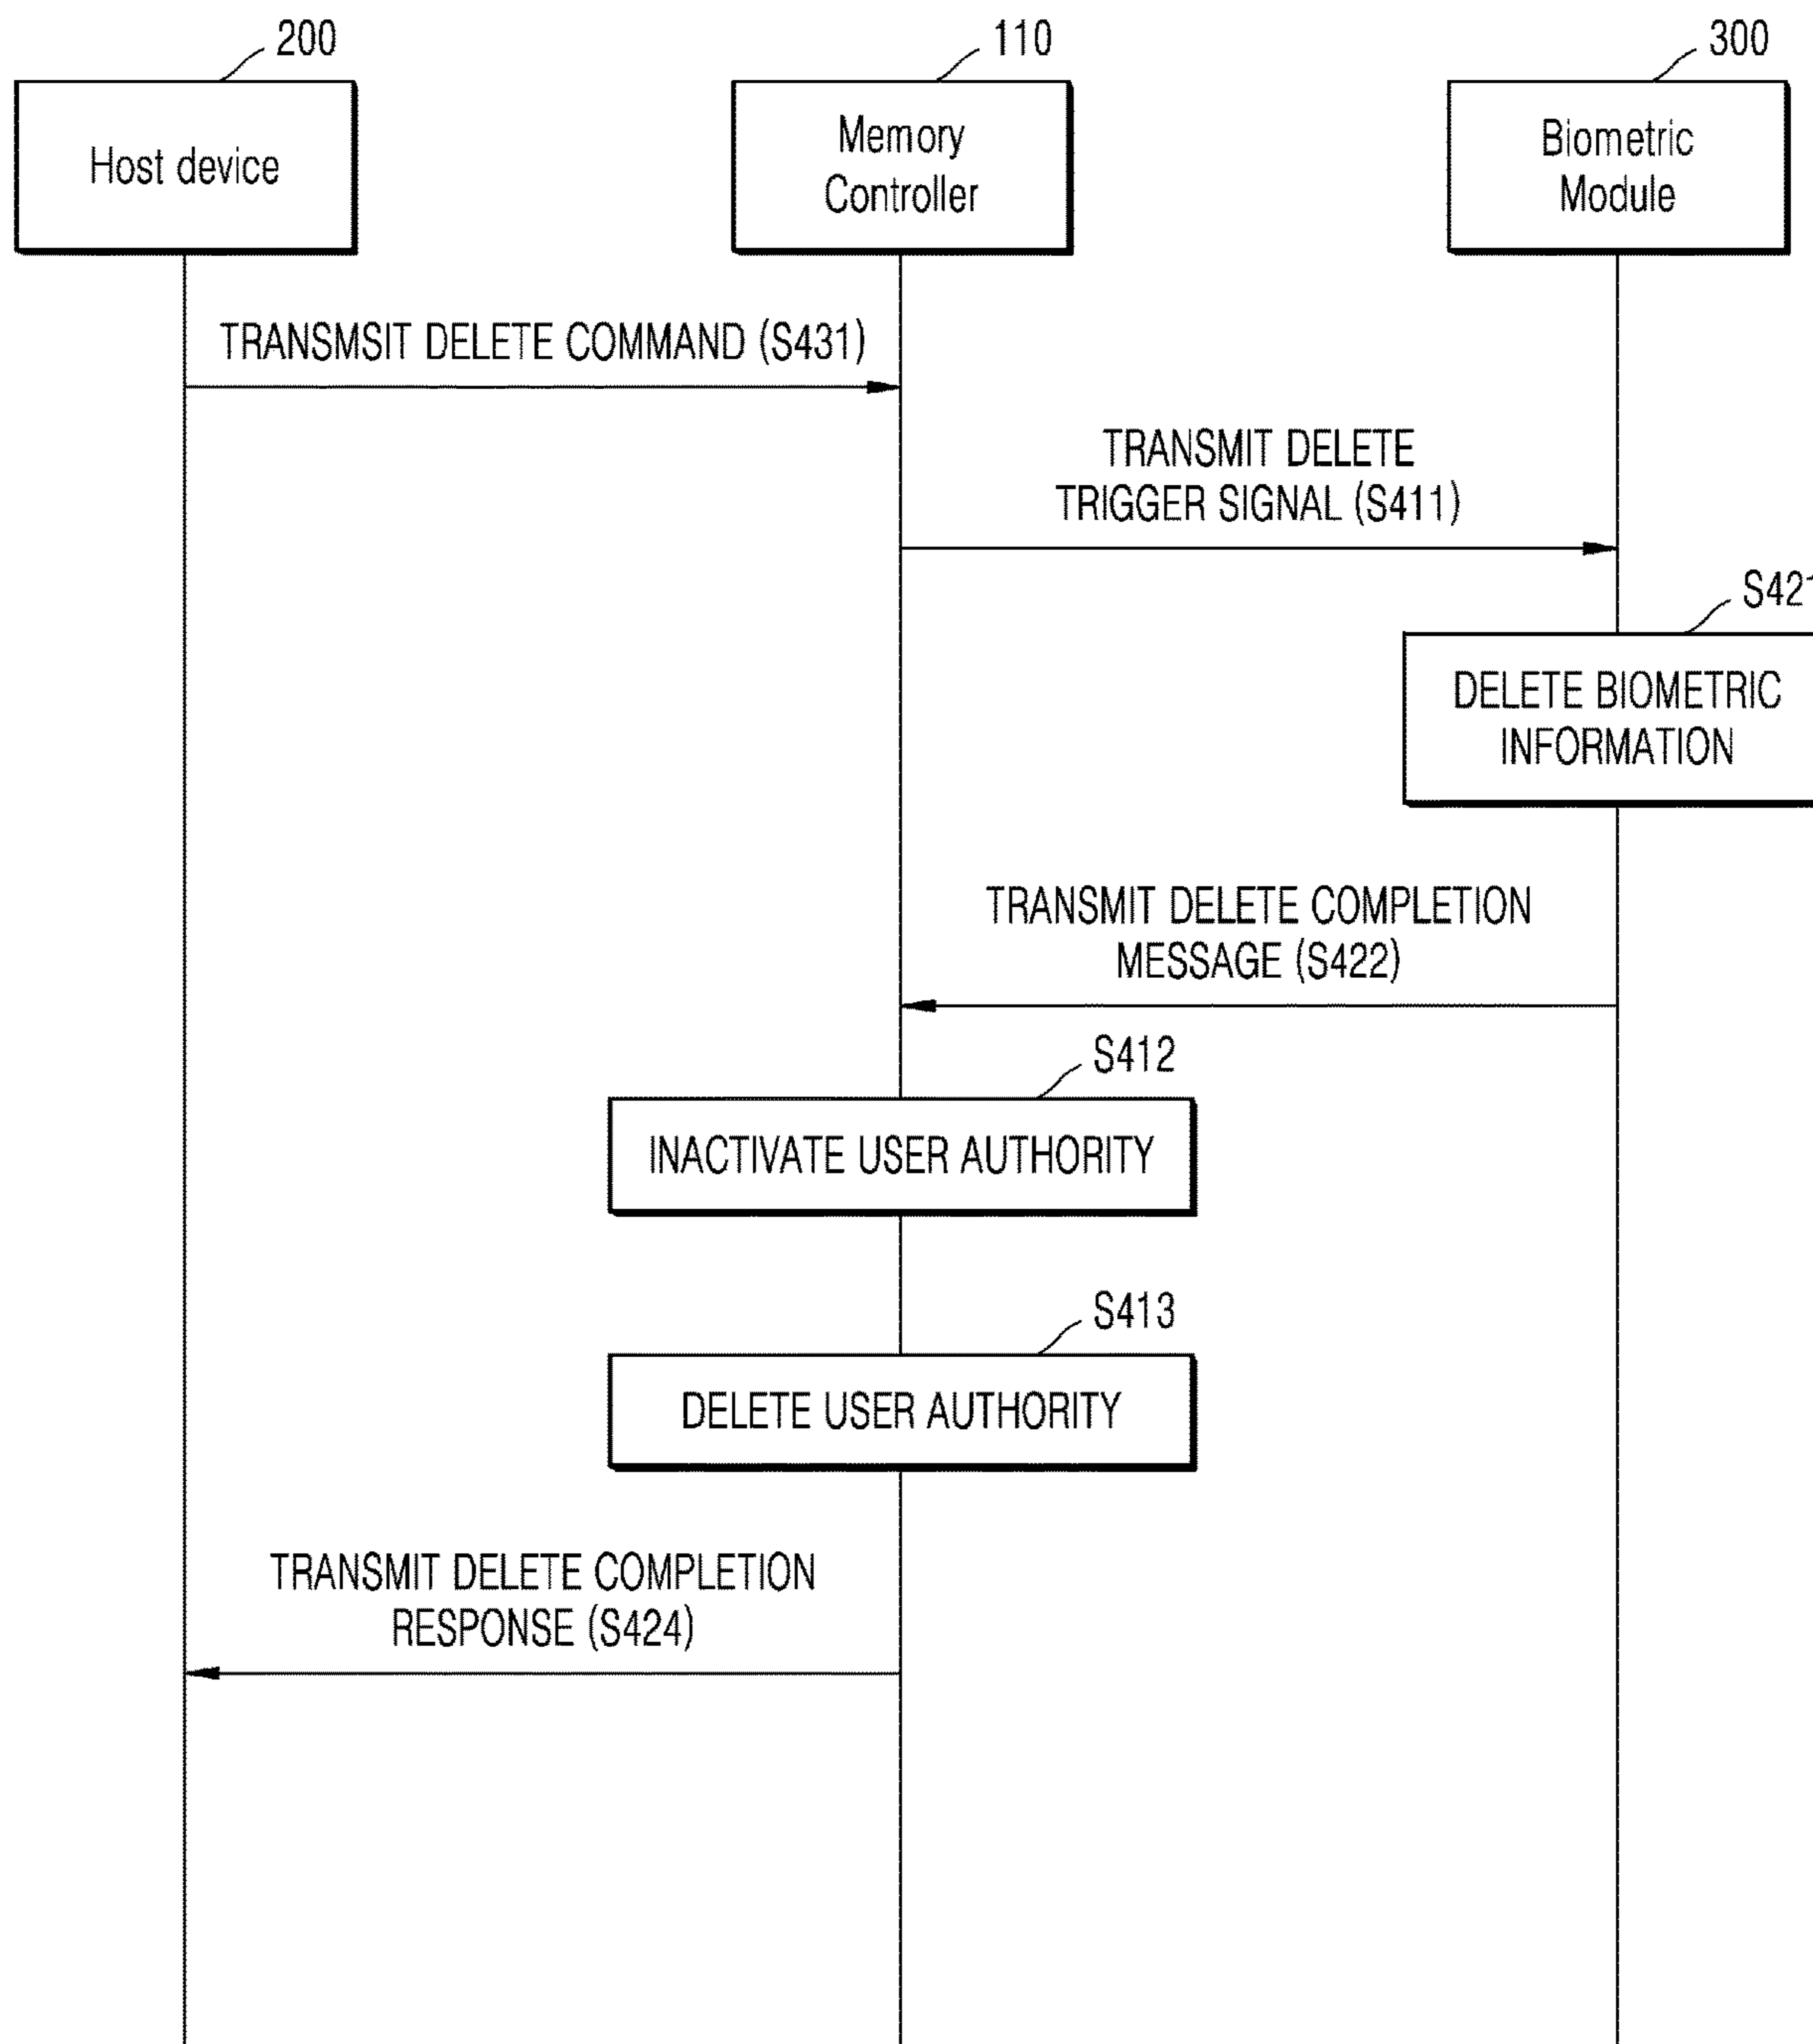 200
110
300
Host device
Memory
Controller
Biometric
Module
TRANSMSIT DELETE COMMAND (S431)
TRANSMIT DELETE
TRIGGER SIGNAL (S411)
S421
DELETE BIOMETRIC
INFORMATION
TRANSMIT DELETE COMPLETION
MESSAGE (S422)
S412
INACTIVATE USER AUTHORITY
S413
DELETE USER AUTHORITY
TRANSMIT DELETE COMPLETION
RESPONSE (S424)